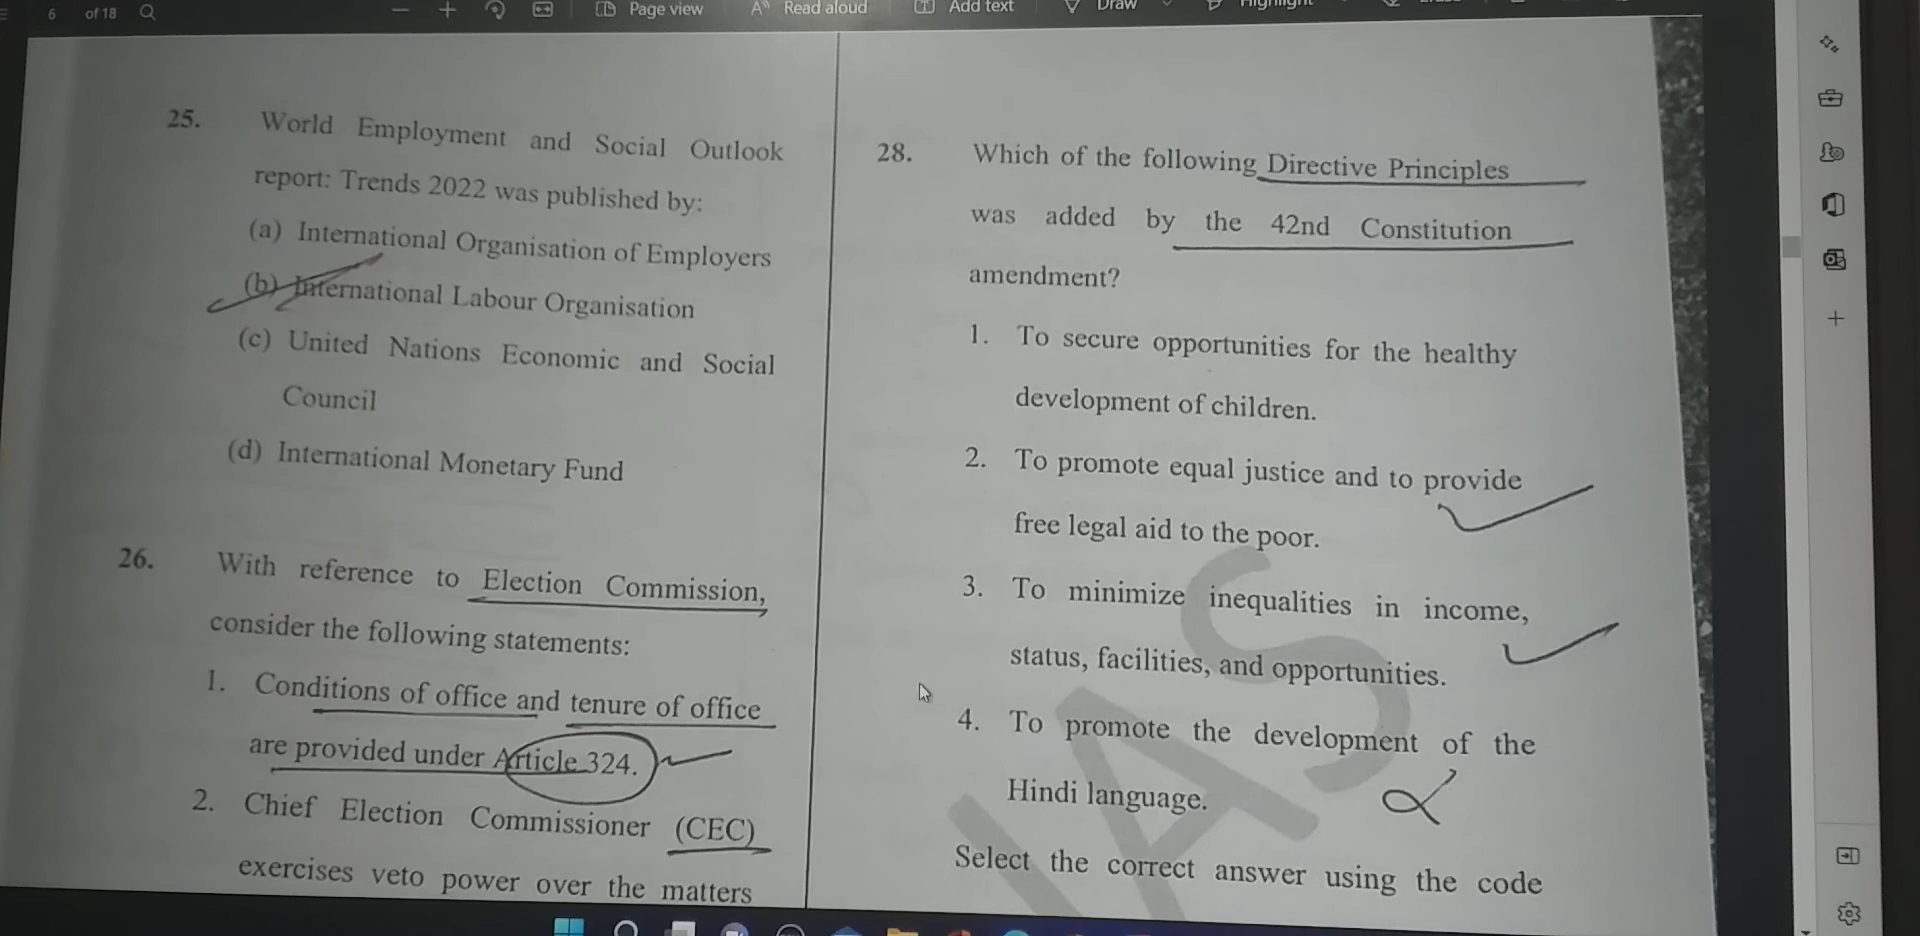 6 of 18
Page view
Read aloud
Add text
Draw
25. World Employment and Social Outlook
report: Trends 2022 was published by:
(a) International Organisation of Employers
(b) International Labour Organisation
(c) United Nations Economic and Social
Council
(d) International Monetary Fund
26. With reference to Election Commission,
consider the following statements:
1. Conditions of office and tenure of office
are provided under Article 324.
2. Chief Election Commissioner (CEC)
exercises veto power over the matters
28. Which of the following Directive Principles
was added by the 42nd Constitution
amendment?
1. To secure opportunities for the healthy
development of children.
2. To promote equal justice and to provide
free legal aid to the poor.
3. To minimize inequalities in income,
status, facilities, and opportunities.
4. To promote the development of the
Hindi language.
Select the correct answer using the code
IAS